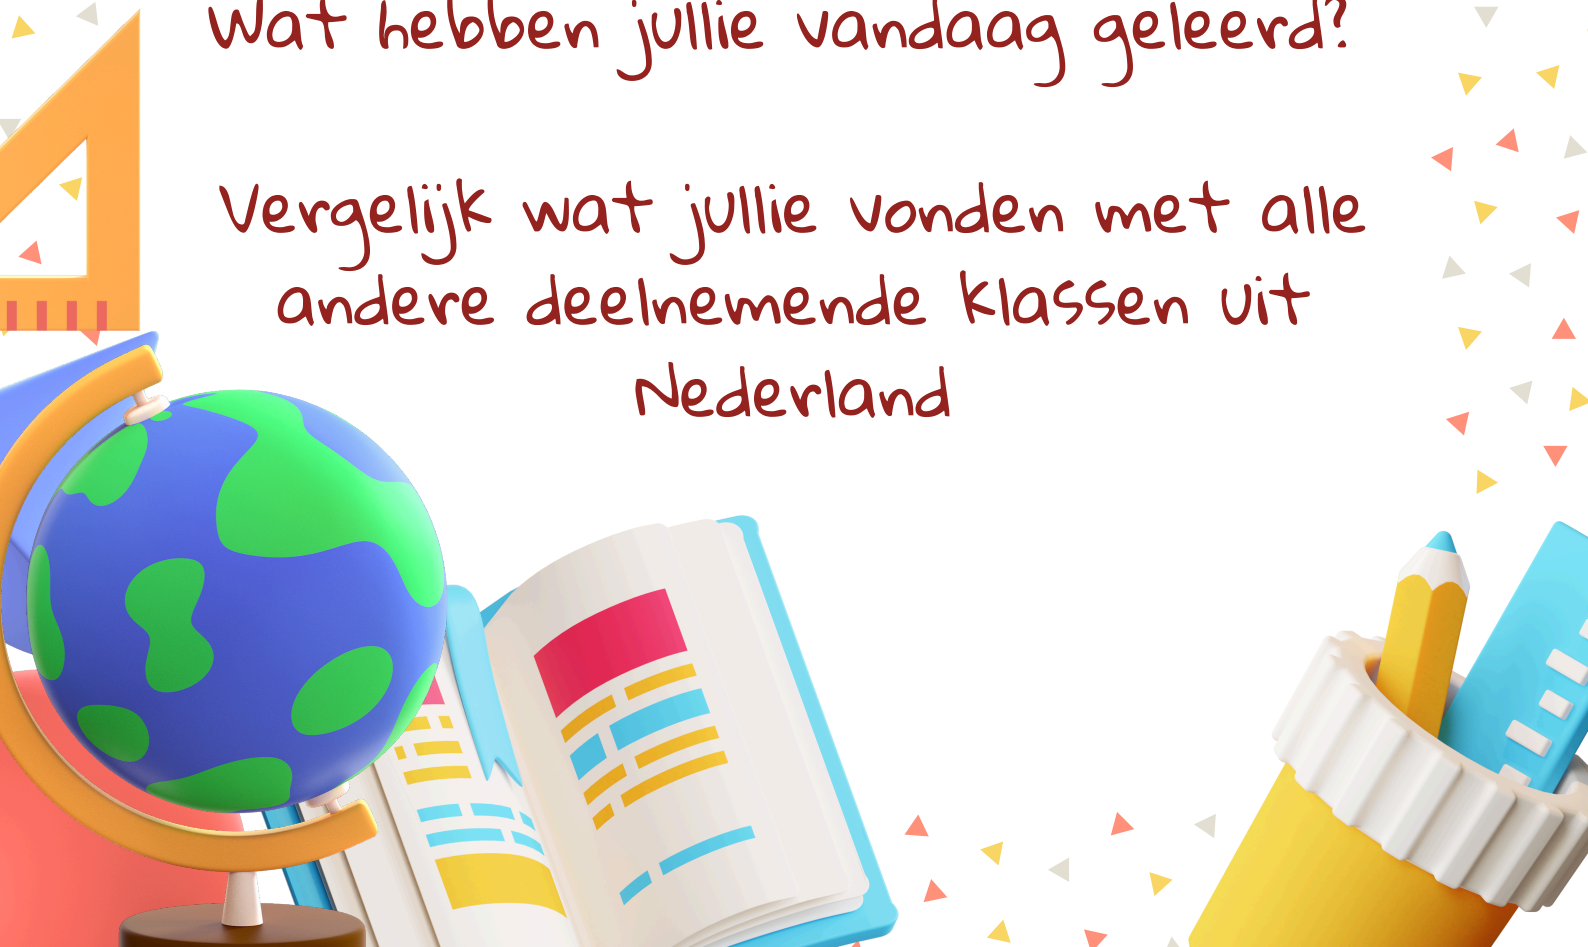 Wat hebben jullie vandaag geleerd?
Vergelijk wat jullie vonden met alle
andere deelnemende klassen uit
Nederland